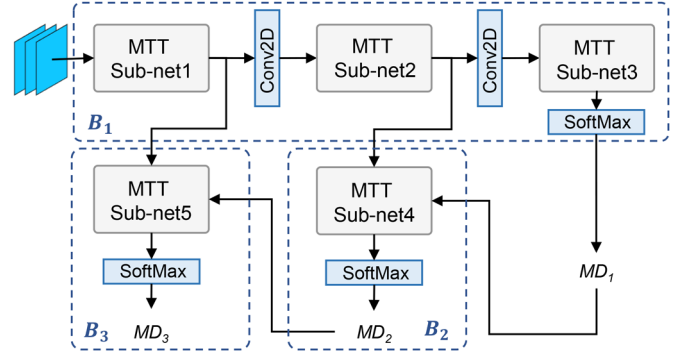 MTT
Sub-net1
Conv2D
MTT
Sub-net2
Conv2D
MTT
Sub-net3
SoftMax
B₁
MTT
Sub-net5
SoftMax
MD₃
B₃
MTT
Sub-net4
SoftMax
MD₂
B₂
MD₁